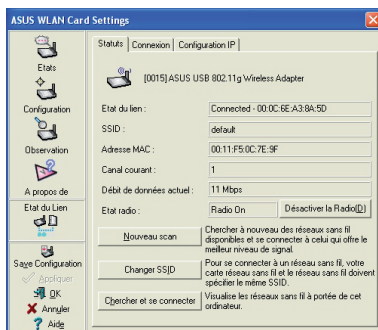 ASUS WLAN Card Settings
Etats
Configuration
Observation
A propos de
Etat du Lien
Save Configuration
Appliquer
OK
Annuler
Aide
Statuts
Connexion
Configuration IP
[0015] ASUS USB 802.11g Wireless Adapter
Etat du lien :
Connected - 00:0C:6E:A3:8A:5D
SSID :
default
Adresse MAC :
00:11:F5:0C:7E:9F
Canal courant :
1
Débit de données actuel :
11 Mbps
Etat radio :
Radio On
Désactiver la Radio(D)
Nouveau scan
Chercher à nouveau des réseaux sans fil
disponibles et se connecter à celui qui offre le
meilleur niveau de signal.
Changer SSID
Pour se connecter à un réseau sans fil, votre
carte réseau sans fil et le réseau sans fil doivent
spécifier le même SSID.
Chercher et se connecter
Visualise les réseaux sans fil à portée de cet
ordinateur.